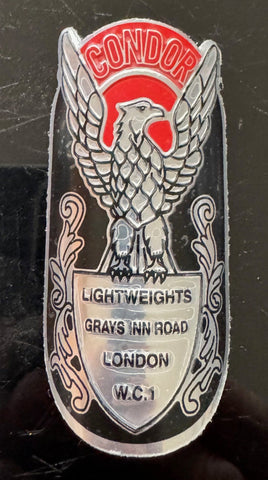 CONDOR
LIGHTWEIGHTS
GRAYS INN ROAD
LONDON
W.C.1